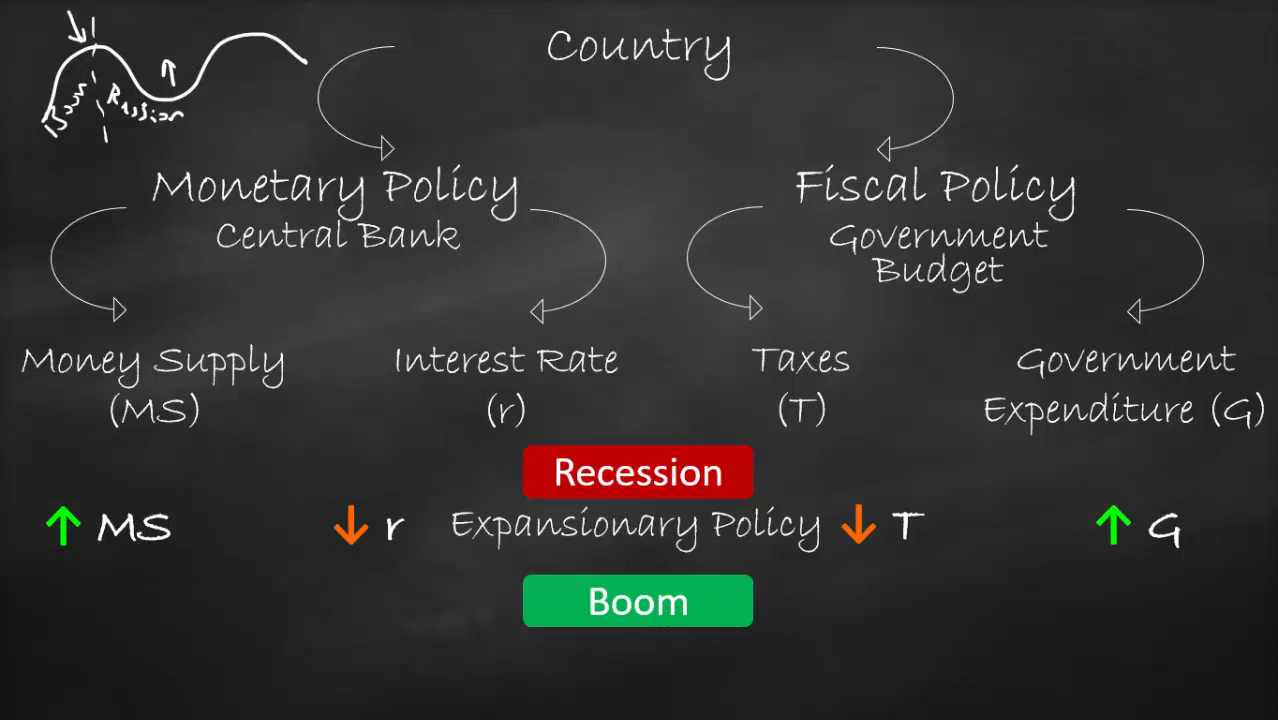 Boom
Country
Monetary Policy
Central Bank
Fiscal Policy
Government
Budget
Money Supply
(MS)
Interest Rate
(r)
Taxes
(T)
Government
Expenditure (G)
Recession
↑ MS
↓ r
Expansionary Policy
↓ T
↑ G
Boom